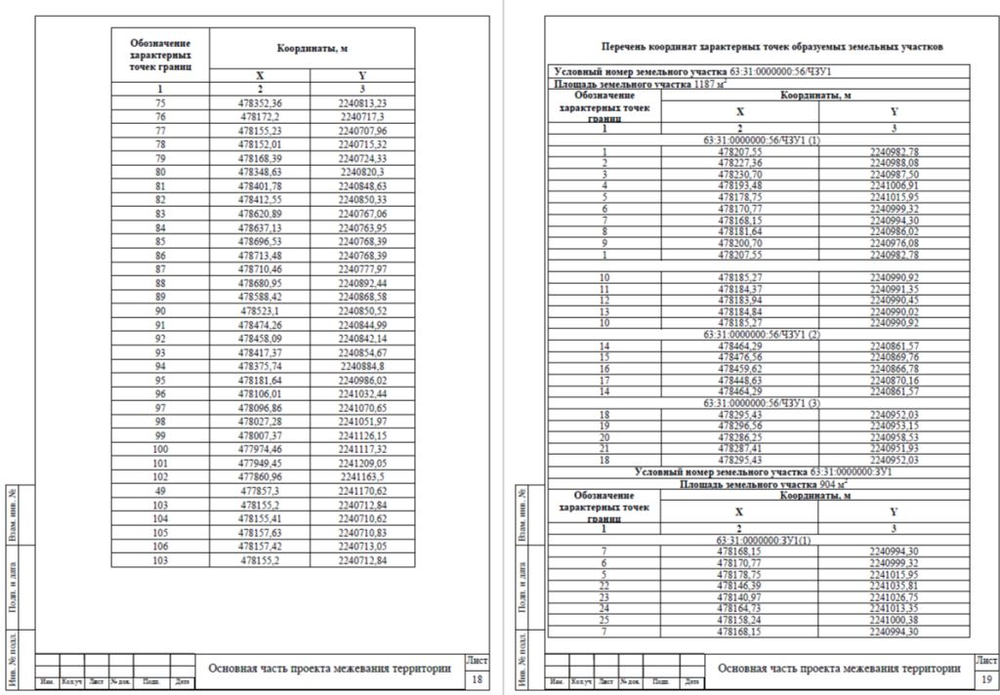 Обозначение характерных точек границ Координаты, м
X Y
1 2 3
75 478352,36 2240813,23
76 478172,2 2240717,3
77 478155,23 2240707,96
78 478152,01 2240715,32
79 478168,39 2240724,33
80 478348,63 2240820,3
81 478401,78 2240848,63
82 478412,55 2240850,33
83 478620,89 2240767,06
84 478637,13 2240763,95
85 478696,53 2240768,39
86 478713,48 2240768,39
87 478710,46 2240777,97
88 478680,95 2240892,44
89 478588,42 2240868,58
90 478523,1 2240850,52
91 478474,26 2240844,99
92 478458,09 2240842,14
93 478417,37 2240854,67
94 478375,74 2240884,8
95 478181,64 2240986,02
96 478106,01 2241032,44
97 478096,86 2241070,65
98 478027,28 2241051,97
99 478007,37 2241126,15
100 477974,46 2241117,32
101 477949,45 2241209,05
102 477860,96 2241163,5
49 477857,3 2241170,62
103 478155,2 2240712,84
104 478155,41 2240710,62
105 478157,63 2240710,83
106 478157,42 2240713,05
103 478155,2 2240712,84
Взам. инв. №
Подп. и дата
Инв. № подл.
Изм. Кол.уч Лист № док. Подп. Дата
Основная часть проекта межевания территории
Лист
18
Перечень координат характерных точек образуемых земельных участков
Условный номер земельного участка 63:31:0000000:56/ЧЗУ1
Площадь земельного участка 1187 м²
Обозначение характерных точек границ Координаты, м
X Y
1 2 3
63:31:0000000:56/ЧЗУ1 (1)
1 478207,55 2240982,78
2 478227,36 2240988,08
3 478230,70 2240987,50
4 478193,48 2241006,91
5 478178,75 2241015,95
6 478170,77 2240999,32
7 478168,15 2240994,30
8 478181,64 2240986,02
9 478200,70 2240976,08
1 478207,55 2240982,78
10 478185,27 2240990,92
11 478184,37 2240991,35
12 478183,94 2240990,45
13 478184,84 2240990,02
10 478185,27 2240990,92
63:31:0000000:56/ЧЗУ1 (2)
14 478464,29 2240861,57
15 478476,56 2240869,76
16 478459,62 2240866,78
17 478448,63 2240870,16
14 478464,29 2240861,57
63:31:0000000:56/ЧЗУ1 (3)
18 478295,43 2240952,03
19 478296,56 2240953,15
20 478286,25 2240958,53
21 478287,41 2240951,93
18 478295,43 2240952,03
Условный номер земельного участка 63:31:0000000:ЗУ1
Площадь земельного участка 904 м²
Обозначение характерных точек границ Координаты, м
X Y
1 2 3
63:31:0000000:ЗУ1(1)
7 478168,15 2240994,30
6 478170,77 2240999,32
5 478178,75 2241015,95
22 478146,39 2241035,81
23 478140,97 2241026,75
24 478164,73 2241013,35
25 478158,24 2241000,38
7 478168,15 2240994,30
Взам. инв. №
Подп. и дата
Инв. № подл.
Изм. Кол.уч Лист № док. Подп. Дата
Основная часть проекта межевания территории
Лист
19